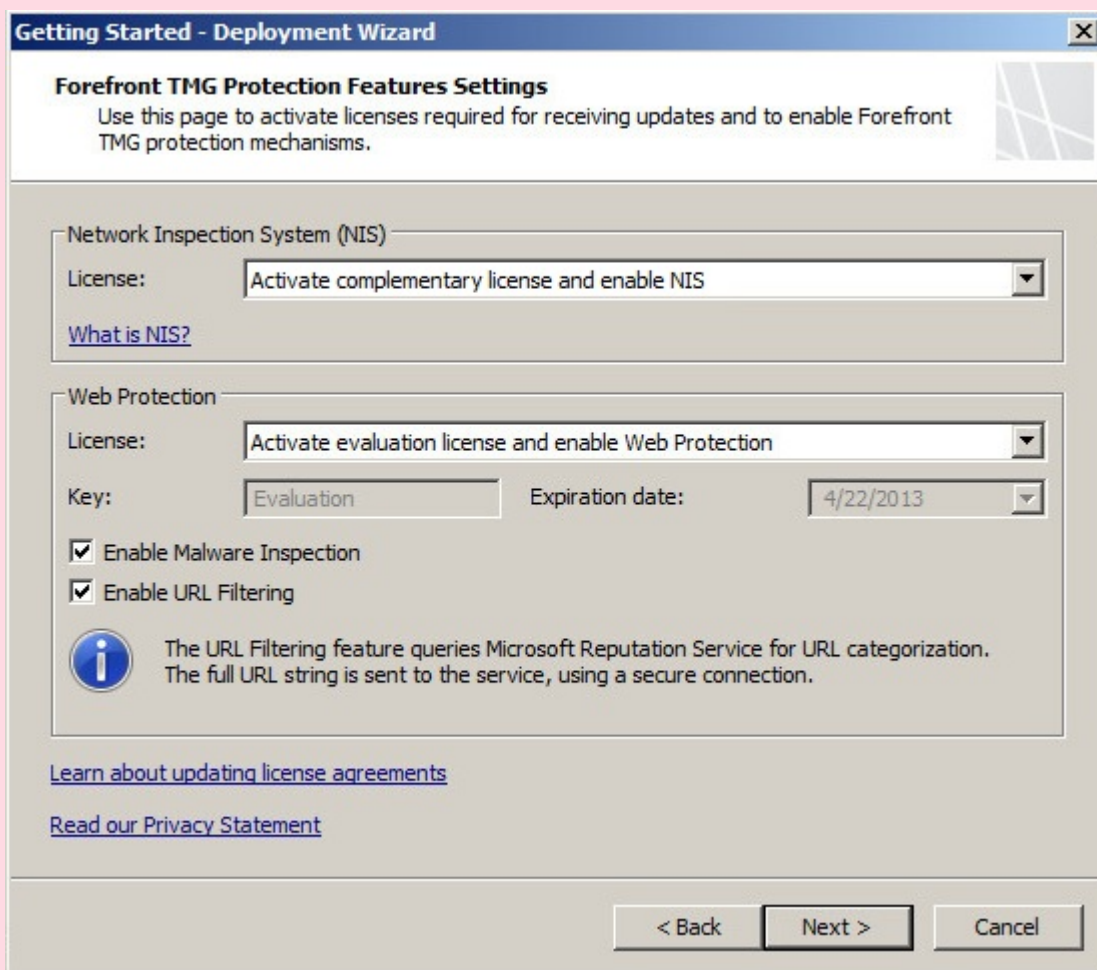 Getting Started - Deployment Wizard
Forefront TMG Protection Features Settings
Use this page to activate licenses required for receiving updates and to enable Forefront
TMG protection mechanisms.
Network Inspection System (NIS)
License: Activate complementary license and enable NIS
What is NIS?
Web Protection
License: Activate evaluation license and enable Web Protection
Key: Evaluation Expiration date: 4/22/2013
Enable Malware Inspection
Enable URL Filtering
The URL Filtering feature queries Microsoft Reputation Service for URL categorization.
The full URL string is sent to the service, using a secure connection.
Learn about updating license agreements
Read our Privacy Statement
< Back Next > Cancel